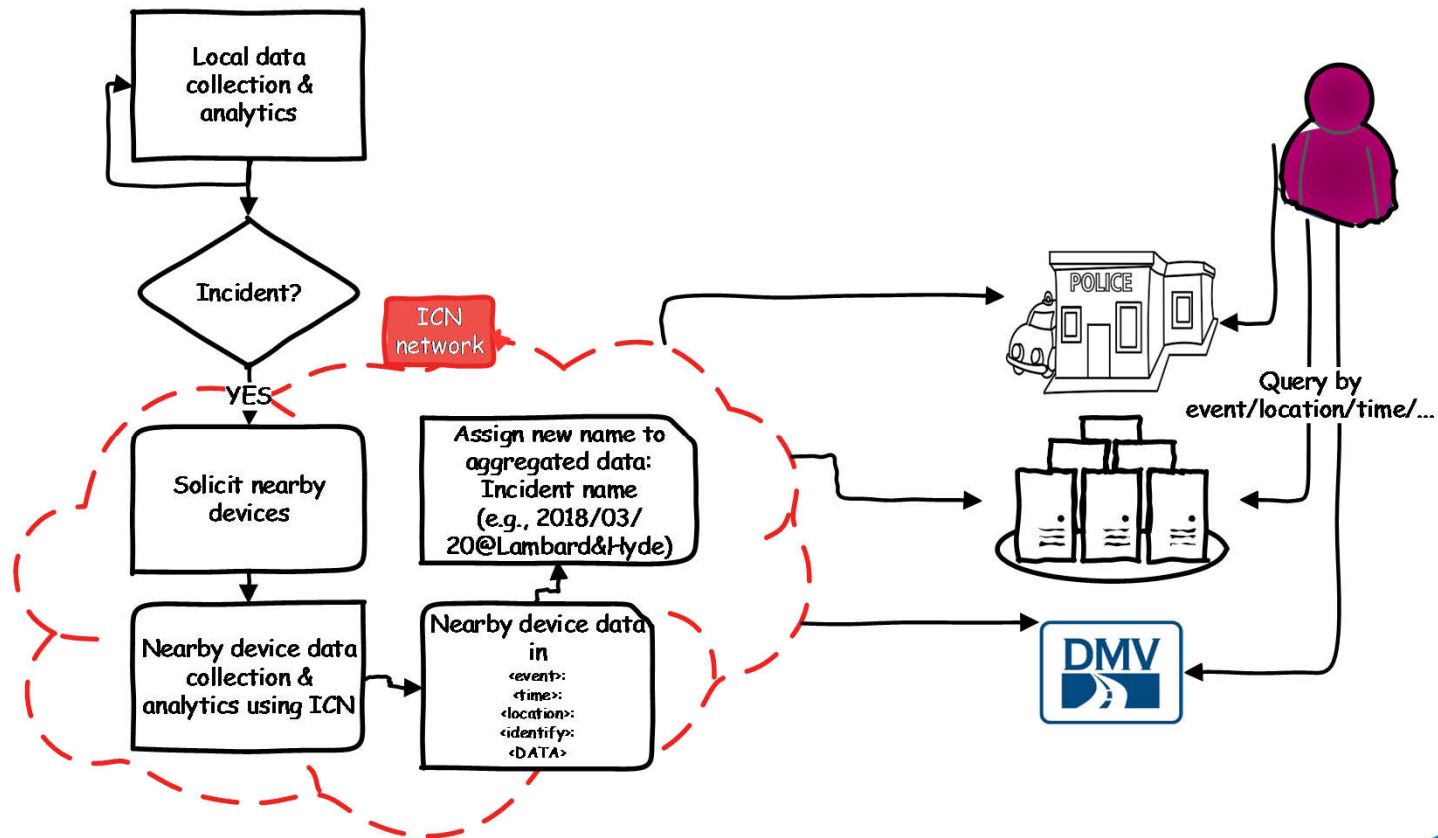 Local data
collection &
analytics
Incident?
ICN
network
YES
Solicit nearby
devices
Nearby device data
collection &
analytics using ICN
Nearby device data
in
<event>:
<time>:
<location>:
<identify>:
<DATA>
Assign new name to
aggregated data:
Incident name
(e.g., 2018/03/
20@Lambard&Hyde)
POLICE
DMV
Query by
event/location/time/...